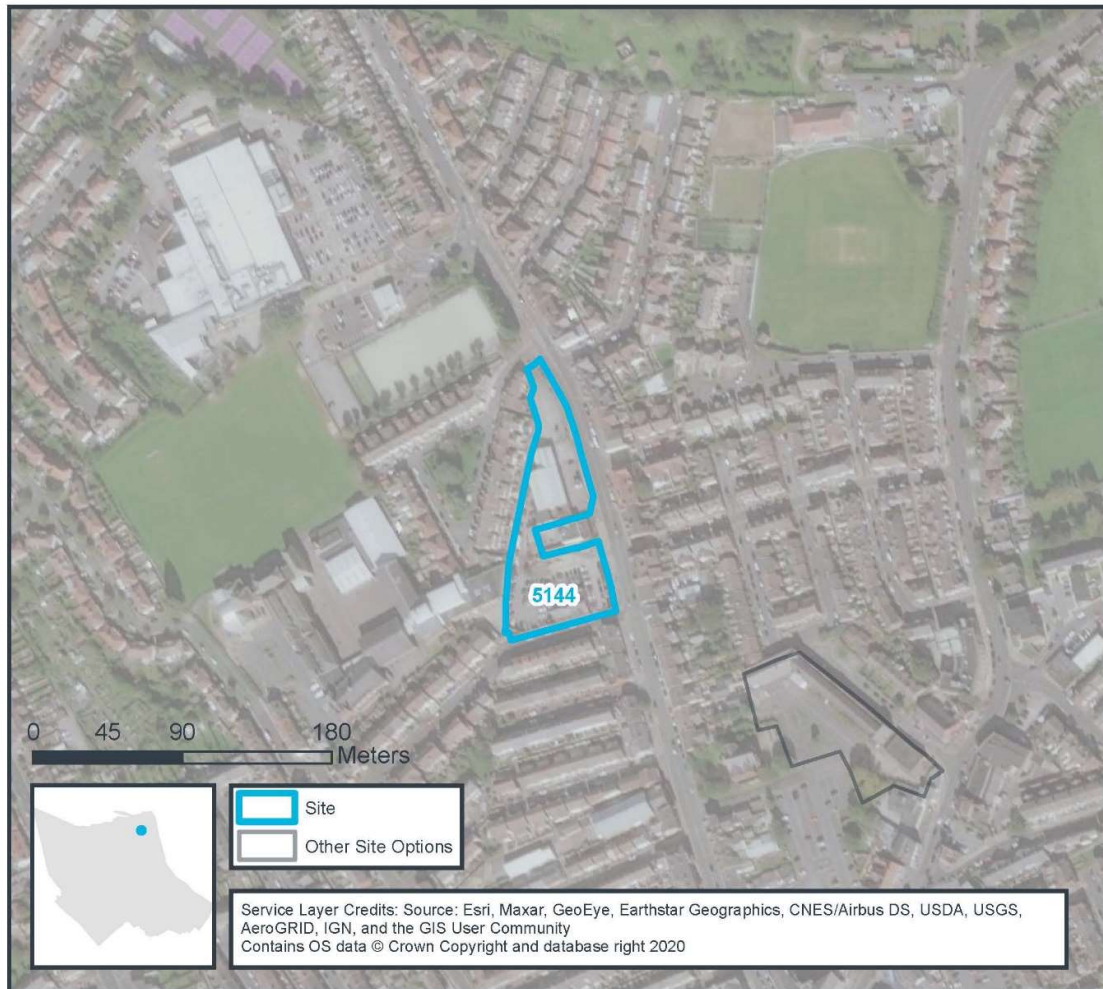 5144
0 45 90 180
Meters
Site
Other Site Options
Service Layer Credits: Source: Esri, Maxar, GeoEye, Earthstar Geographics, CNES/Airbus DS, USDA, USGS,
AeroGRID, IGN, and the GIS User Community
Contains OS data © Crown Copyright and database right 2020